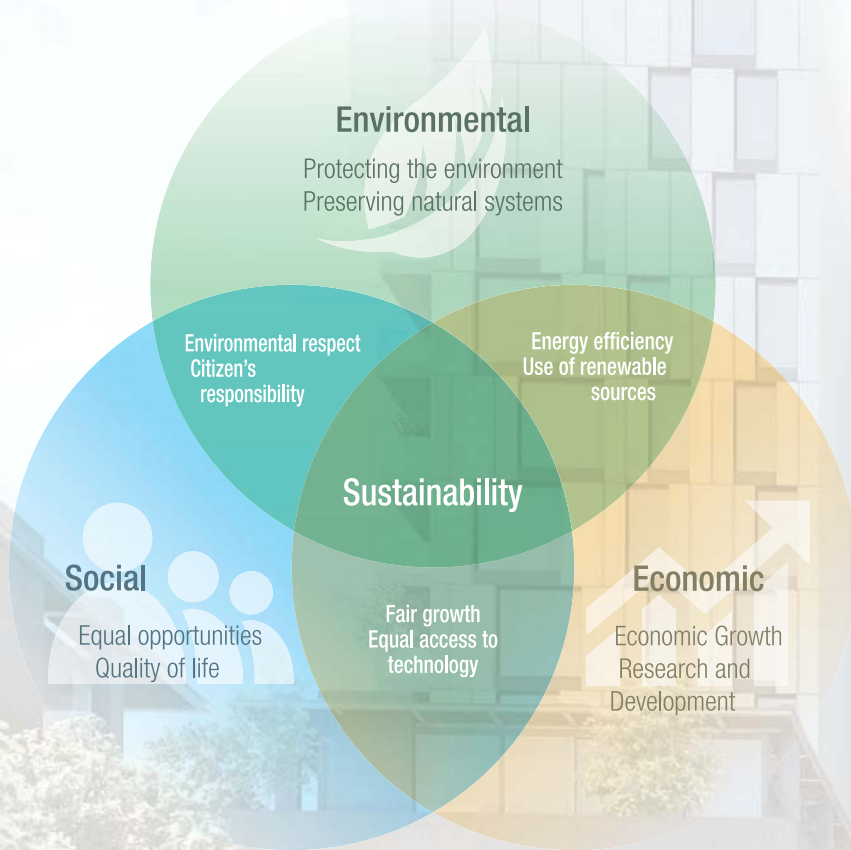 Environmental
Protecting the environment
Preserving natural systems
Environmental respect
Citizen's
responsibility
Energy efficiency
Use of renewable
sources
Sustainability
Social
Equal opportunities
Quality of life
Fair growth
Equal access to
technology
Economic
Economic Growth
Research and
Development